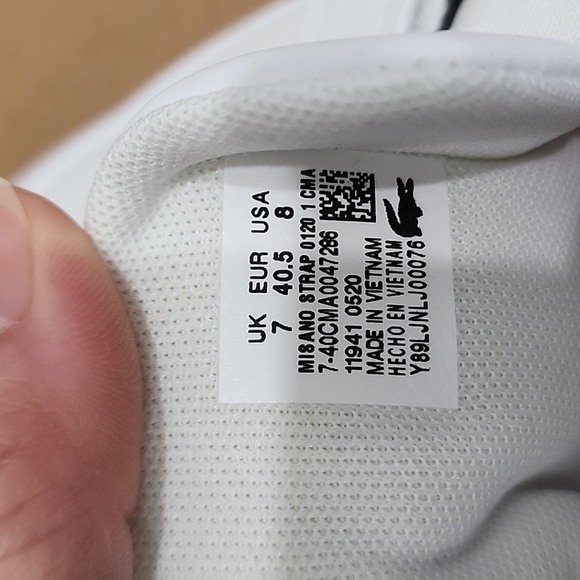 UK EUR USA
7 40.5 8
MISANO STRAP 0120 1 CMA
7-40CMA0047286
11941 0520
MADE IN VIETNAM
HECHO EN VIETNAM
Y89LJNLJ00076